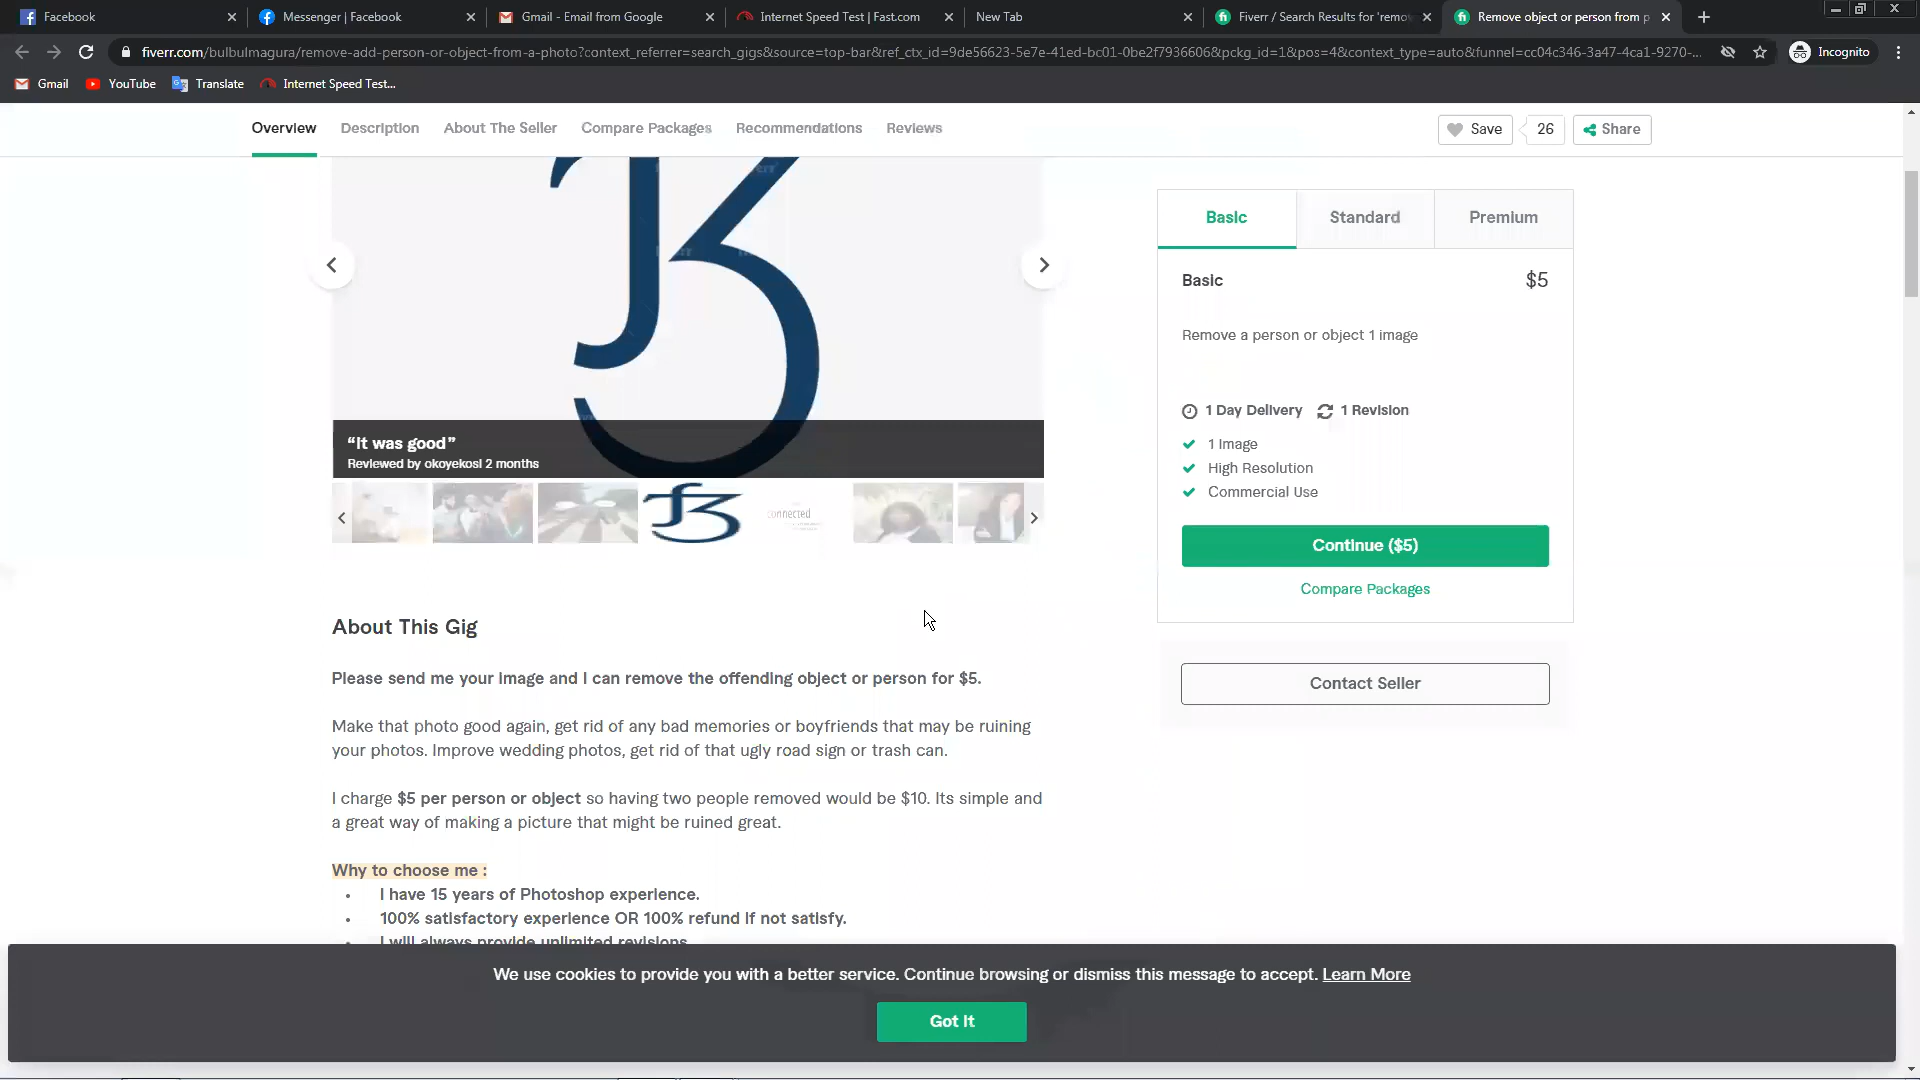 Facebook
Messenger | Facebook
Gmail - Email from Google
Internet Speed Test | Fast.com
New Tab
Fiverr / Search Results for 'remo
Remove object or person from p
fiverr.com/bulbulmagura/remove-add-person-or-object-from-a-photo?context_referrer=search_gigs&source=top-bar&ref_ctx_id=9de56623-5e7e-41ed-bc01-0be2f7936606&pckg_id=1&pos=4&context_type=auto&funnel=cc04c346-3a47-4ca1-9270-...
Incognito
Gmail
YouTube
Translate
Internet Speed Test...
Overview
Description
About The Seller
Compare Packages
Recommendations
Reviews
Save
26
Share
Basic
Standard
Premium
Basic
$5
Remove a person or object 1 image
1 Day Delivery
1 Revision
1 Image
High Resolution
Commercial Use
Continue ($5)
Compare Packages
Contact Seller
“It was good”
Reviewed by okoyekosi 2 months
connected
About This Gig
Please send me your image and I can remove the offending object or person for $5.
Make that photo good again, get rid of any bad memories or boyfriends that may be ruining
your photos. Improve wedding photos, get rid of that ugly road sign or trash can.
I charge $5 per person or object so having two people removed would be $10. Its simple and
a great way of making a picture that might be ruined great.
Why to choose me :
• I have 15 years of Photoshop experience.
• 100% satisfactory experience OR 100% refund if not satisfy.
• I will always provide unlimited revisions
We use cookies to provide you with a better service. Continue browsing or dismiss this message to accept. Learn More
Got It